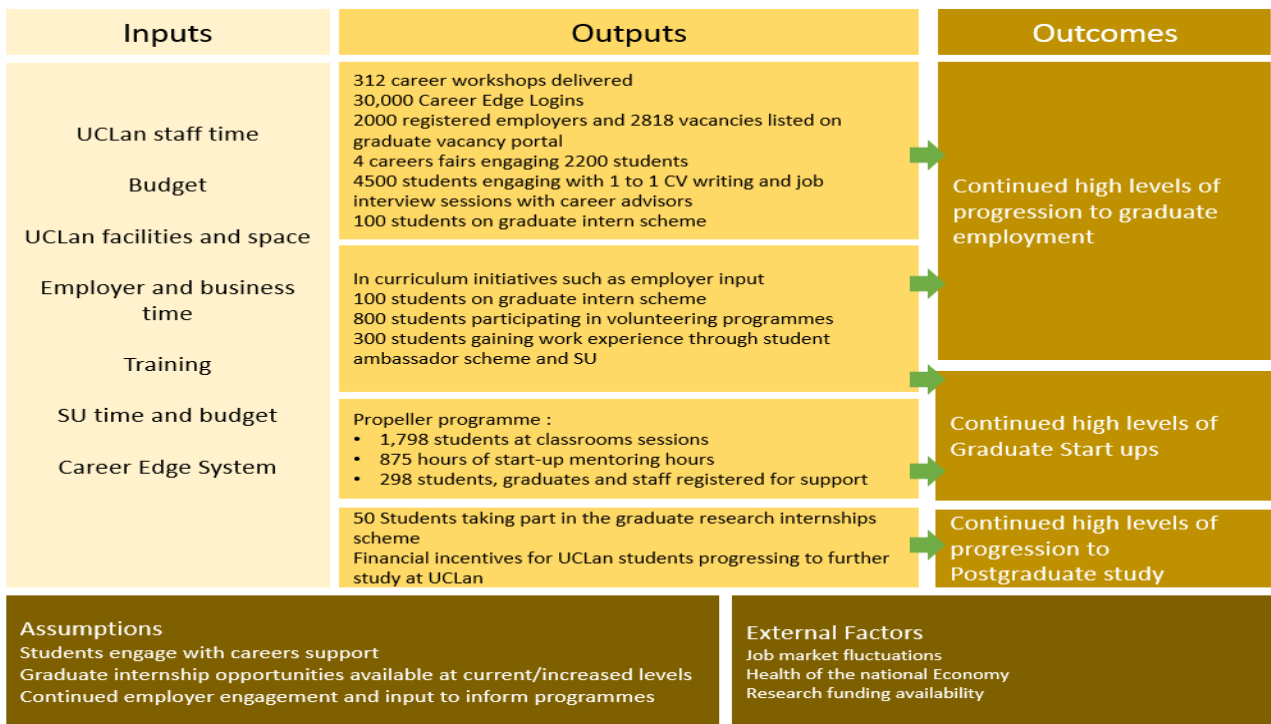 Inputs
Outputs
Outcomes
UCLan staff time
Budget
UCLan facilities and space
Employer and business
time
Training
SU time and budget
Career Edge System
312 career workshops delivered
30,000 Career Edge Logins
2000 registered employers and 2818 vacancies listed on
graduate vacancy portal
4 careers fairs engaging 2200 students
4500 students engaging with 1 to 1 CV writing and job
interview sessions with career advisors
100 students on graduate intern scheme
In curriculum initiatives such as employer input
100 students on graduate intern scheme
800 students participating in volunteering programmes
300 students gaining work experience through student
ambassador scheme and SU
Propeller programme :
• 1,798 students at classrooms sessions
• 875 hours of start-up mentoring hours
• 298 students, graduates and staff registered for support
50 Students taking part in the graduate research internships
scheme
Financial incentives for UCLan students progressing to further
study at UCLan
Continued high levels of
progression to graduate
employment
Continued high levels of
Graduate Start ups
Continued high levels of
progression to
Postgraduate study
Assumptions
Students engage with careers support
Graduate internship opportunities available at current/increased levels
Continued employer engagement and input to inform programmes
External Factors
Job market fluctuations
Health of the national Economy
Research funding availability